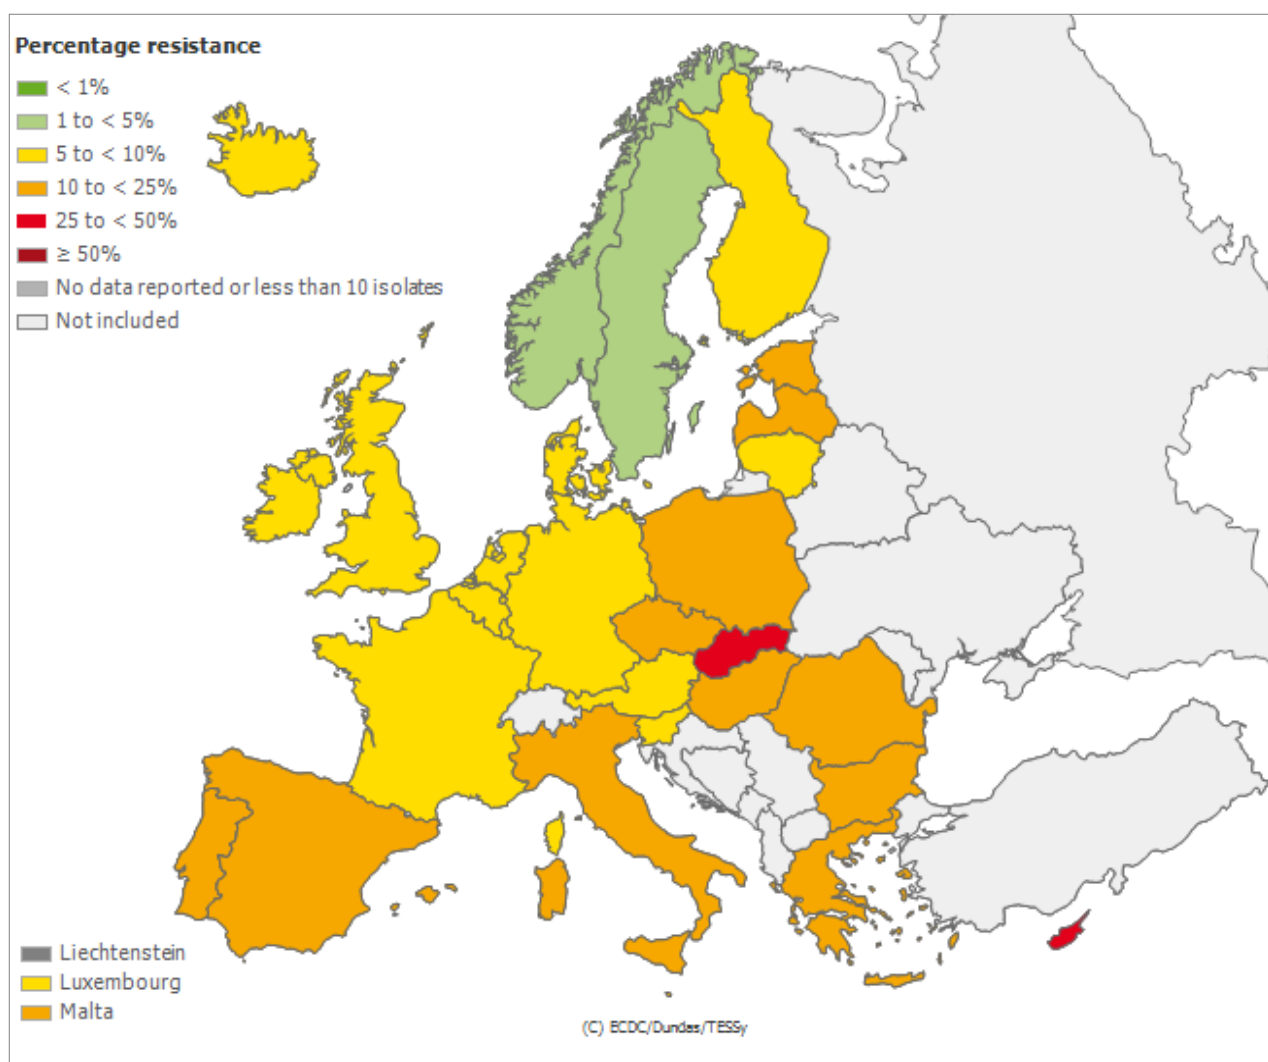 Percentage resistance
< 1%
1 to < 5%
5 to < 10%
10 to < 25%
25 to < 50%
≥ 50%
No data reported or less than 10 isolates
Not included
Liechtenstein
Luxembourg
Malta
(C) ECDC/Dundas/TESSy